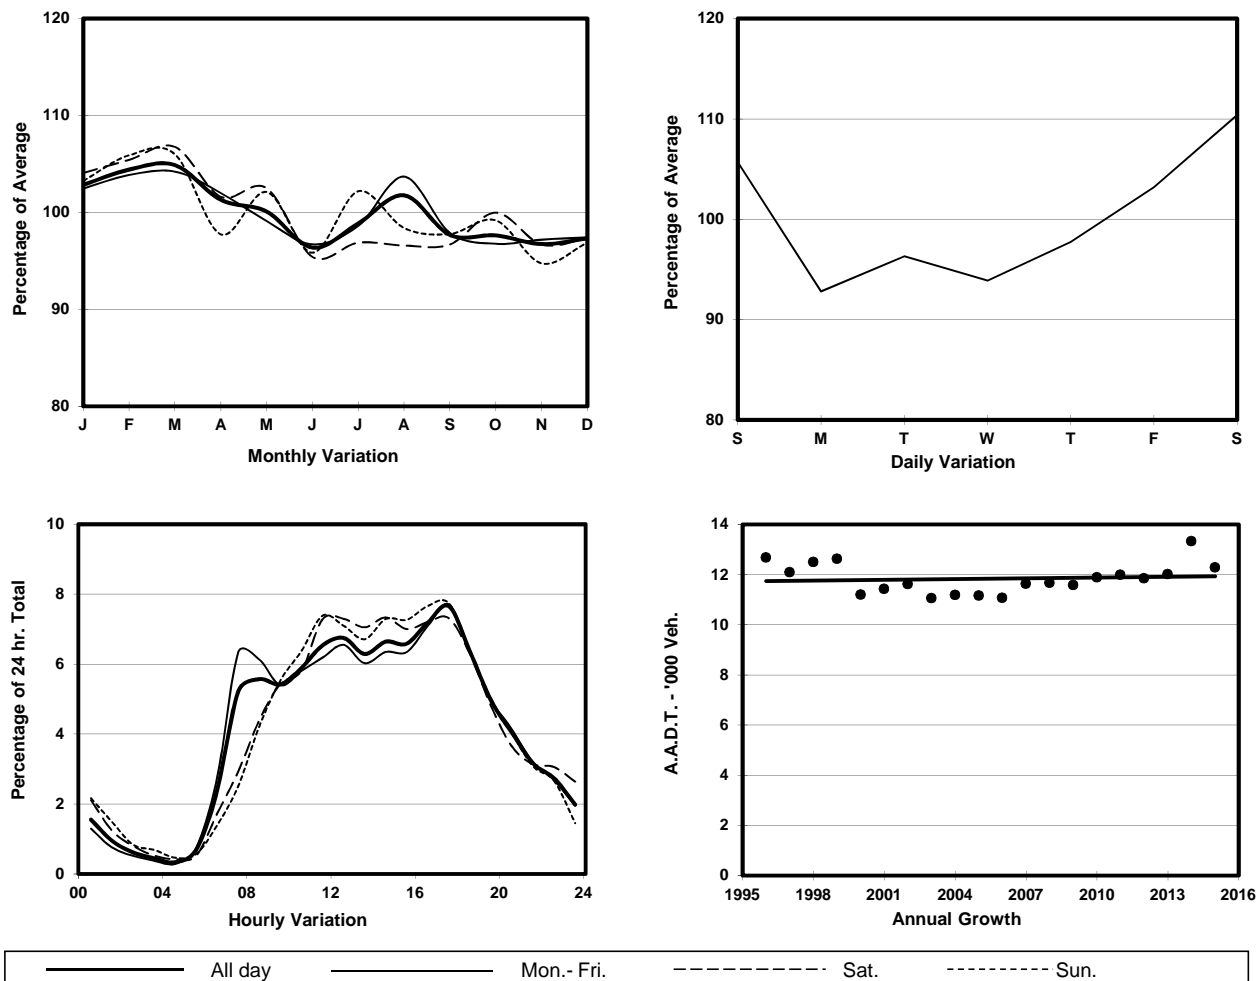 120
110
100
90
80
Percentage of Average
J F M A M J J A S O N D
Monthly Variation
120
110
100
90
80
Percentage of Average
S M T W T F S
Daily Variation
10
8
6
4
2
0
Percentage of 24 hr. Total
00 04 08 12 16 20 24
Hourly Variation
14
12
10
8
6
4
2
0
A.A.D.T. - '000 Veh.
1995 1998 2001 2004 2007 2010 2013 2016
Annual Growth
All day Mon.- Fri. Sat. Sun.